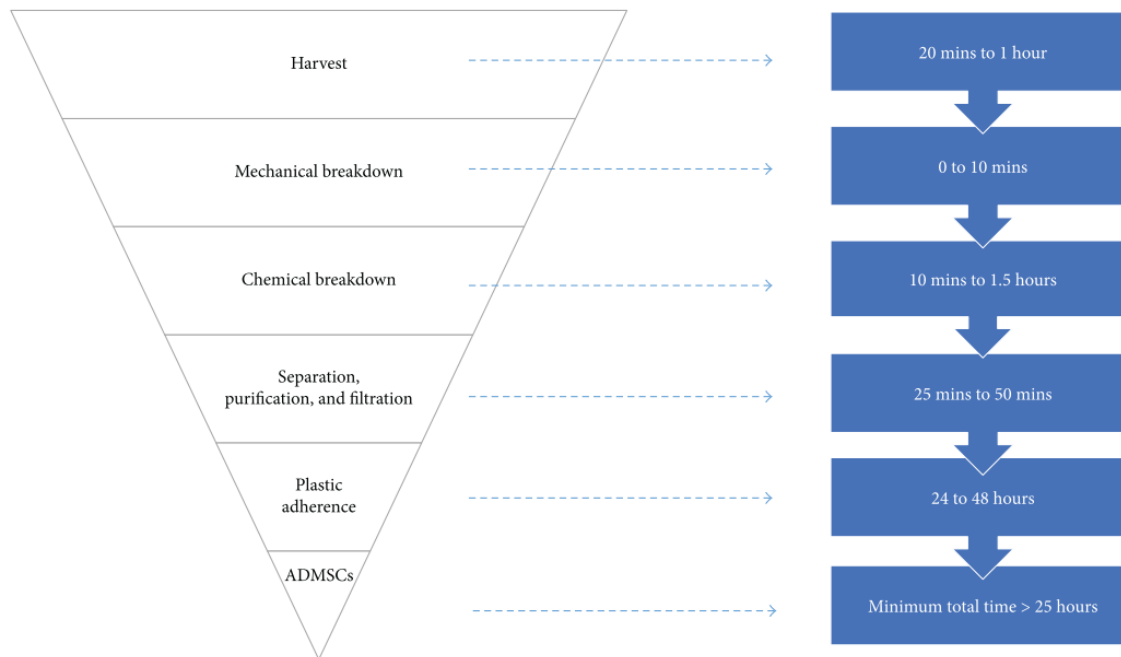 Harvest
20 mins to 1 hour
Mechanical breakdown
0 to 10 mins
Chemical breakdown
10 mins to 1.5 hours
Separation,
purification, and filtration
25 mins to 50 mins
Plastic
adherence
24 to 48 hours
ADMSCs
Minimum total time > 25 hours